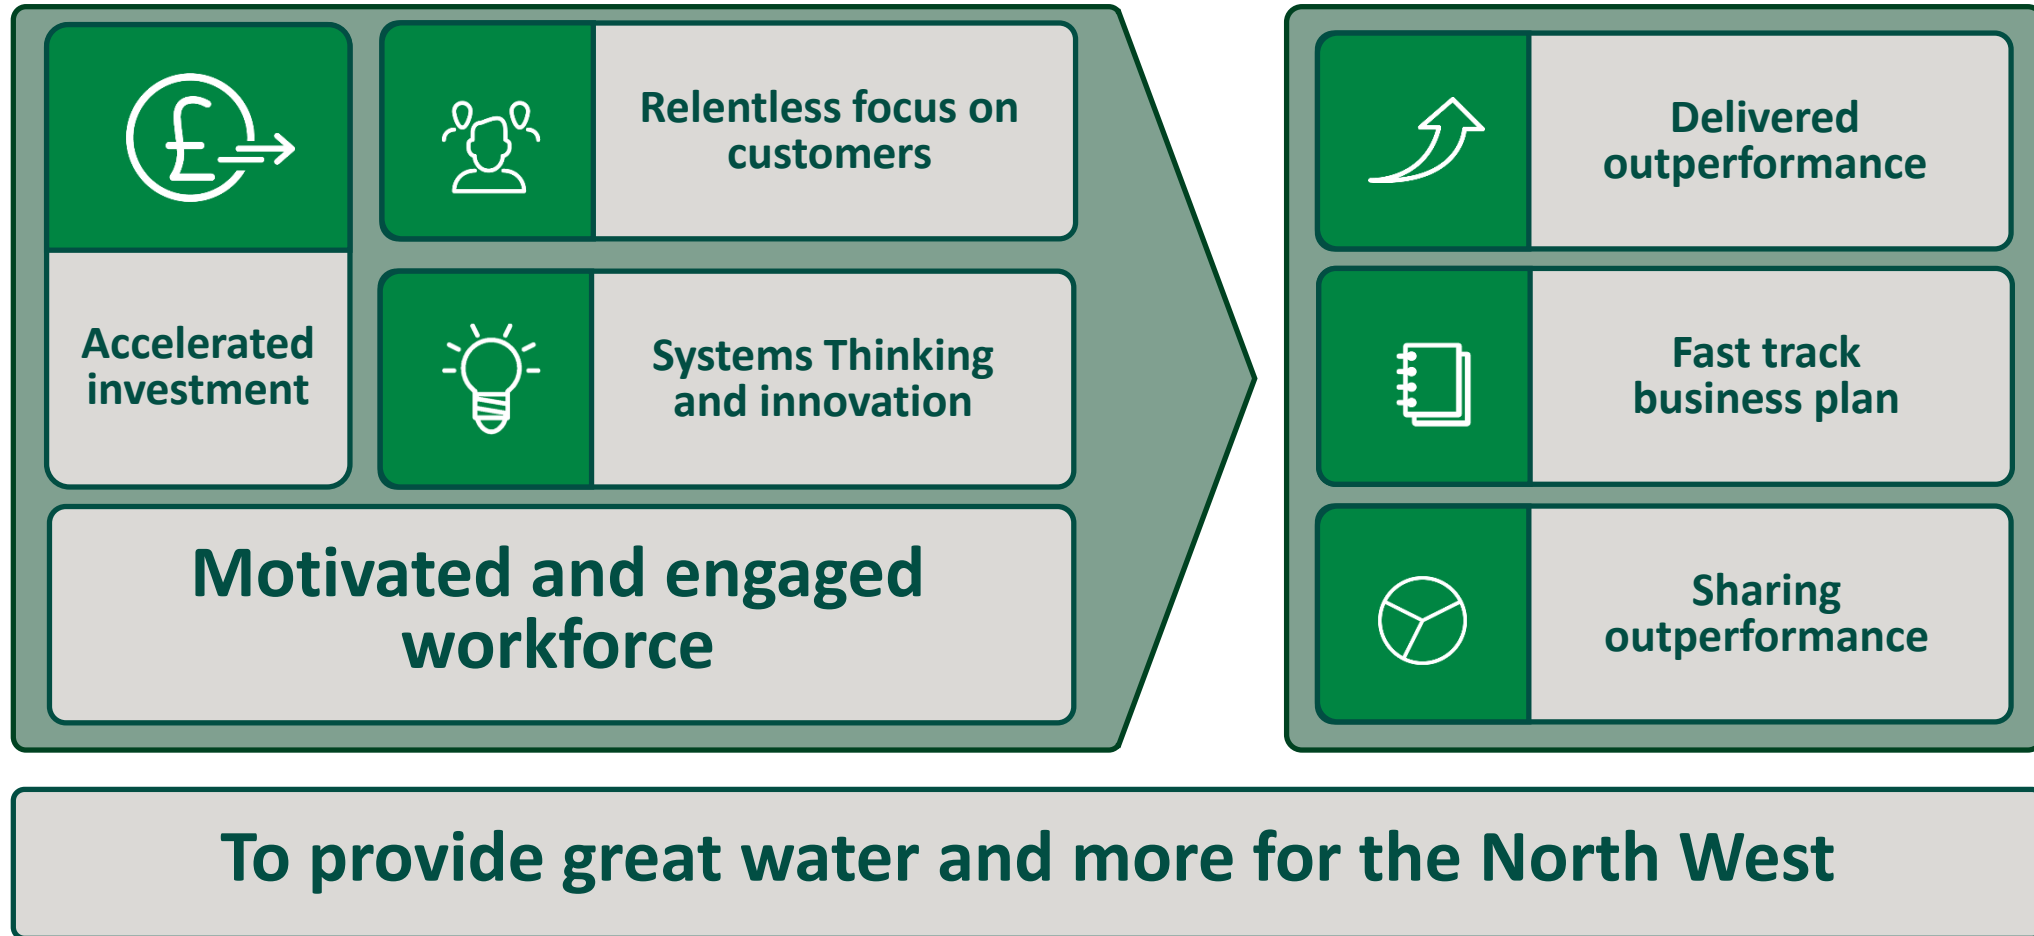 Accelerated
investment
Relentless focus on
customers
Systems Thinking
and innovation
Motivated and engaged
workforce
Delivered
outperformance
Fast track
business plan
Sharing
outperformance
To provide great water and more for the North West